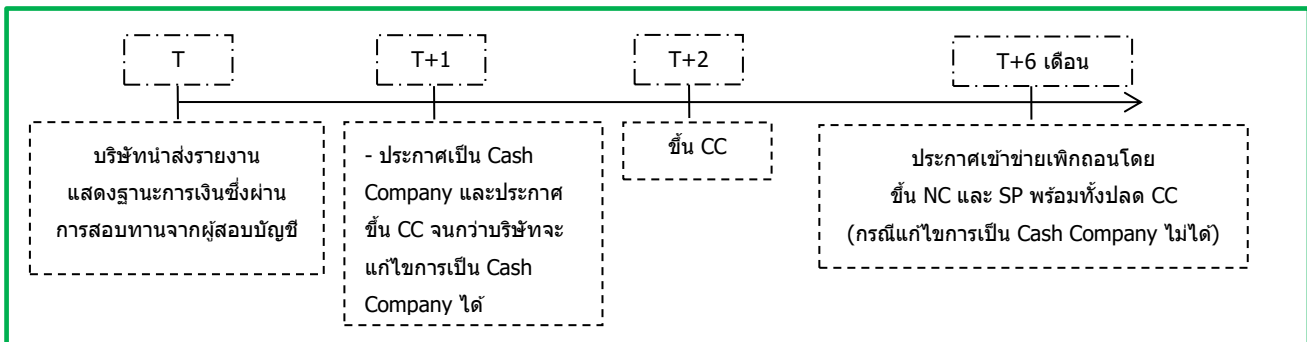 T
T+1
T+2
T+6 เดือน
บริษัทนำส่งรายงาน
แสดงฐานะการเงินซึ่งผ่าน
การสอบทานจากผู้สอบบัญชี
- ประกาศเป็น Cash
Company และประกาศ
ขึ้น CC จนกว่าบริษัทจะ
แก้ไขการเป็น Cash
Company ได้
ขึ้น CC
ประกาศเข้าข่ายเพิกถอนโดย
ขึ้น NC และ SP พร้อมทั้งปลด CC
(กรณีแก้ไขการเป็น Cash Company ไม่ได้)